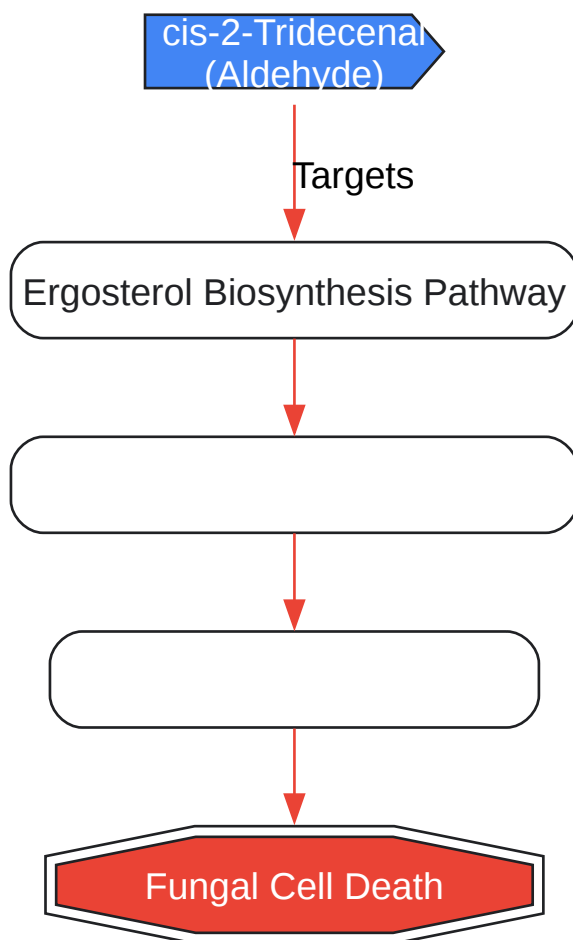 cis-2-Tridecenal
(Aldehyde)
Targets
Ergosterol Biosynthesis Pathway
Fungal Cell Death